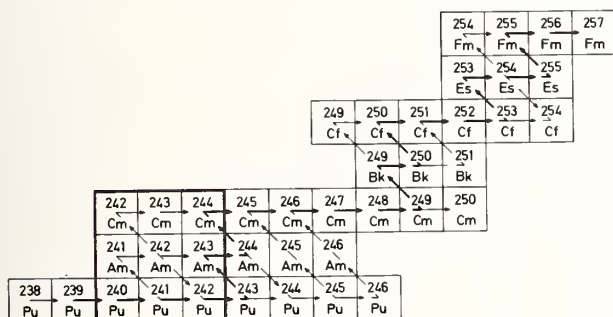 254 255 256 257
Fm Fm Fm Fm
253 254 255
Es Es Es
249 250 251 252 253 254
Cf Cf Cf Cf Cf Cf
249 250 251
Bk Bk Bk
242 243 244 245 246 247 248 249 250
Cm Cm Cm Cm Cm Cm Cm Cm Cm
241 242 243 244 245 246
Am Am Am Am Am Am
238 239 240 241 242 243 244 245 246
Pu Pu Pu Pu Pu Pu Pu Pu Pu